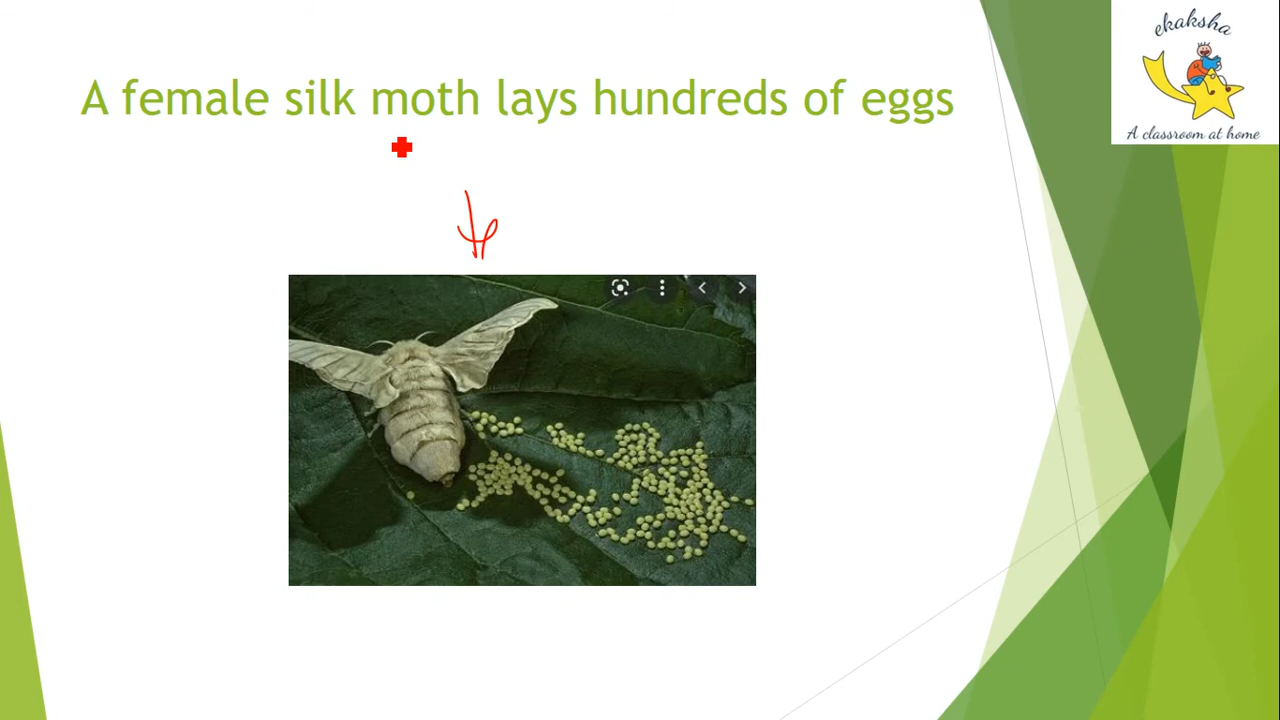 A female silk moth lays hundreds of eggs
ekaksha
A classroom at home